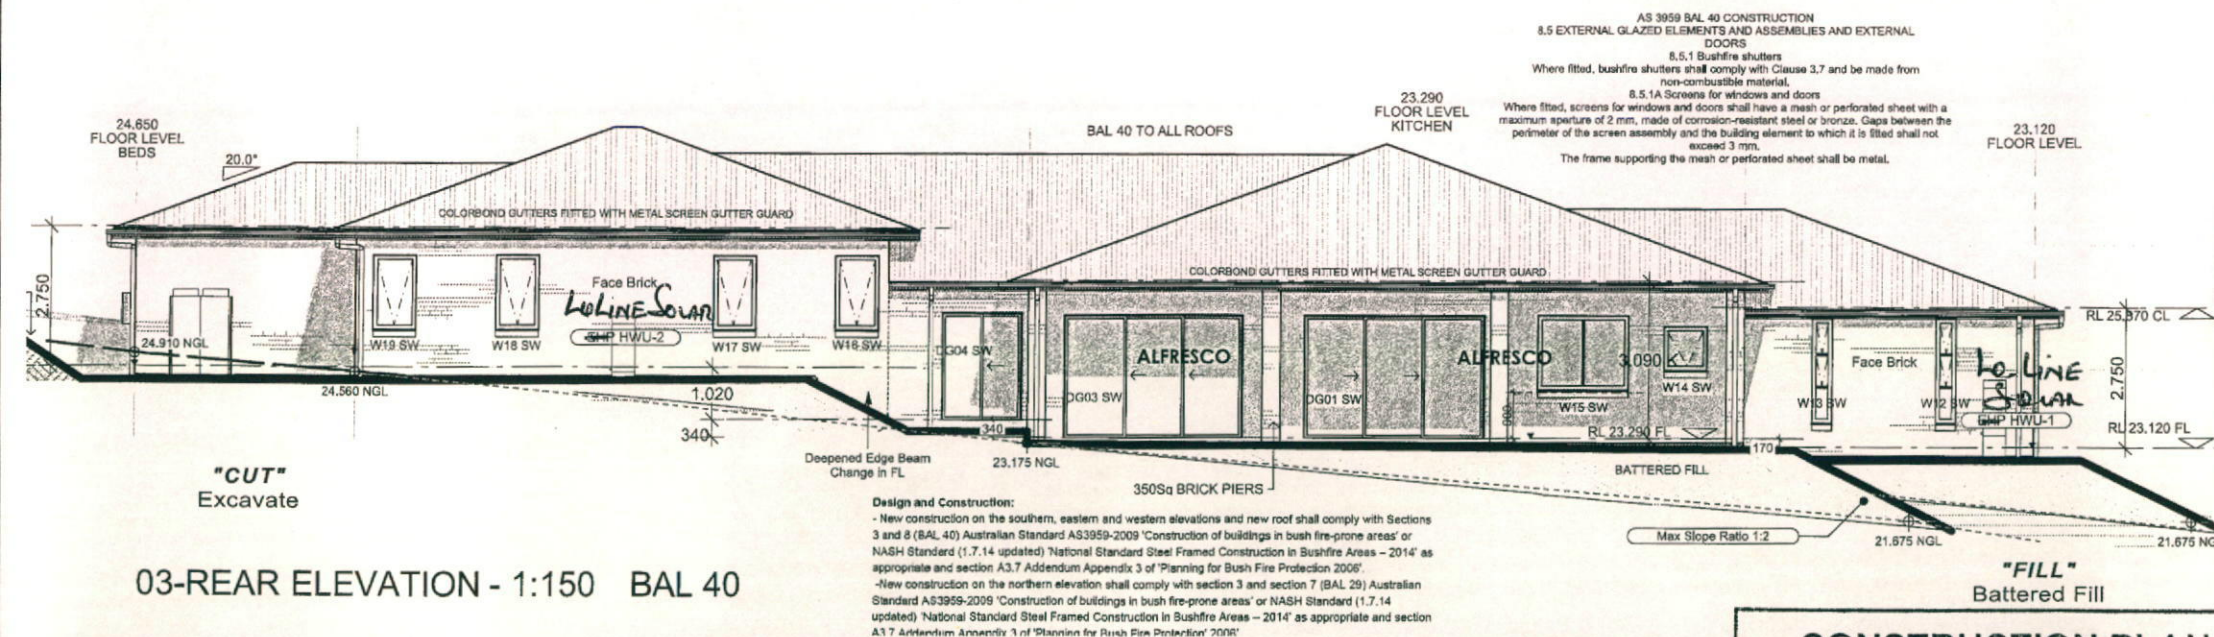 AS 3959 BAL 40 CONSTRUCTION
8.5 EXTERNAL GLAZED ELEMENTS AND ASSEMBLIES AND EXTERNAL
DOORS
8.5.1 Bushfire shutters
Where fitted, bushfire shutters shall comply with Clause 3.7 and be made from
non-combustible material.
8.5.1A Screens for windows and doors
Where fitted, screens for windows and doors shall have a mesh or perforated sheet with a
maximum aperture of 2 mm, made of corrosion-resistant steel or bronze. Gaps between the
perimeter of the screen assembly and the building element to which it is fitted shall not
exceed 3 mm.
The frame supporting the mesh or perforated sheet shall be metal.
24.650
FLOOR LEVEL
BEDS
20.0°
BAL 40 TO ALL ROOFS
23.290
FLOOR LEVEL
KITCHEN
23.120
FLOOR LEVEL
COLORBOND GUTTERS FITTED WITH METAL SCREEN GUTTER GUARD
COLORBOND GUTTERS FITTED WITH METAL SCREEN GUTTER GUARD
2.750
24.910 NGL
W19 SW
W18 SW
Face Brick
LOLINE SOLAR
EHP HWU-2
W17 SW
W16 SW
DG04 SW
DG03 SW
ALFRESCO
DG01 SW
ALFRESCO
3.090
W15 SW
W14 SW
W13 SW
Face Brick
W12 SW
LO-LINE
SOLAR
EHP HWU-1
RL 25.870 CL
2.750
RL 23.120 FL
RL 23.290 FL
24.560 NGL
1.020
340
340
170
Deepened Edge Beam
Change in FL
23.175 NGL
350Sq BRICK PIERS
BATTERED FILL
Max Slope Ratio 1:2
21.675 NGL
21.675 NG
"CUT"
Excavate
"FILL"
Battered Fill
Design and Construction:
- New construction on the southern, eastern and western elevations and new roof shall comply with Sections
3 and 8 (BAL 40) Australian Standard AS3959-2009 'Construction of buildings in bush fire-prone areas' or
NASH Standard (1.7.14 updated) 'National Standard Steel Framed Construction in Bushfire Areas – 2014' as
appropriate and section A3.7 Addendum Appendix 3 of 'Planning for Bush Fire Protection 2006'.
-New construction on the northern elevation shall comply with section 3 and section 7 (BAL 29) Australian
Standard AS3959-2009 'Construction of buildings in bush fire-prone areas' or NASH Standard (1.7.14
updated) 'National Standard Steel Framed Construction in Bushfire Areas – 2014' as appropriate and section
A3.7 Addendum Appendix 3 of 'Planning for Bush Fire Protection' 2006'.
03-REAR ELEVATION - 1:150 BAL 40
CONSTRUCTION PLAN